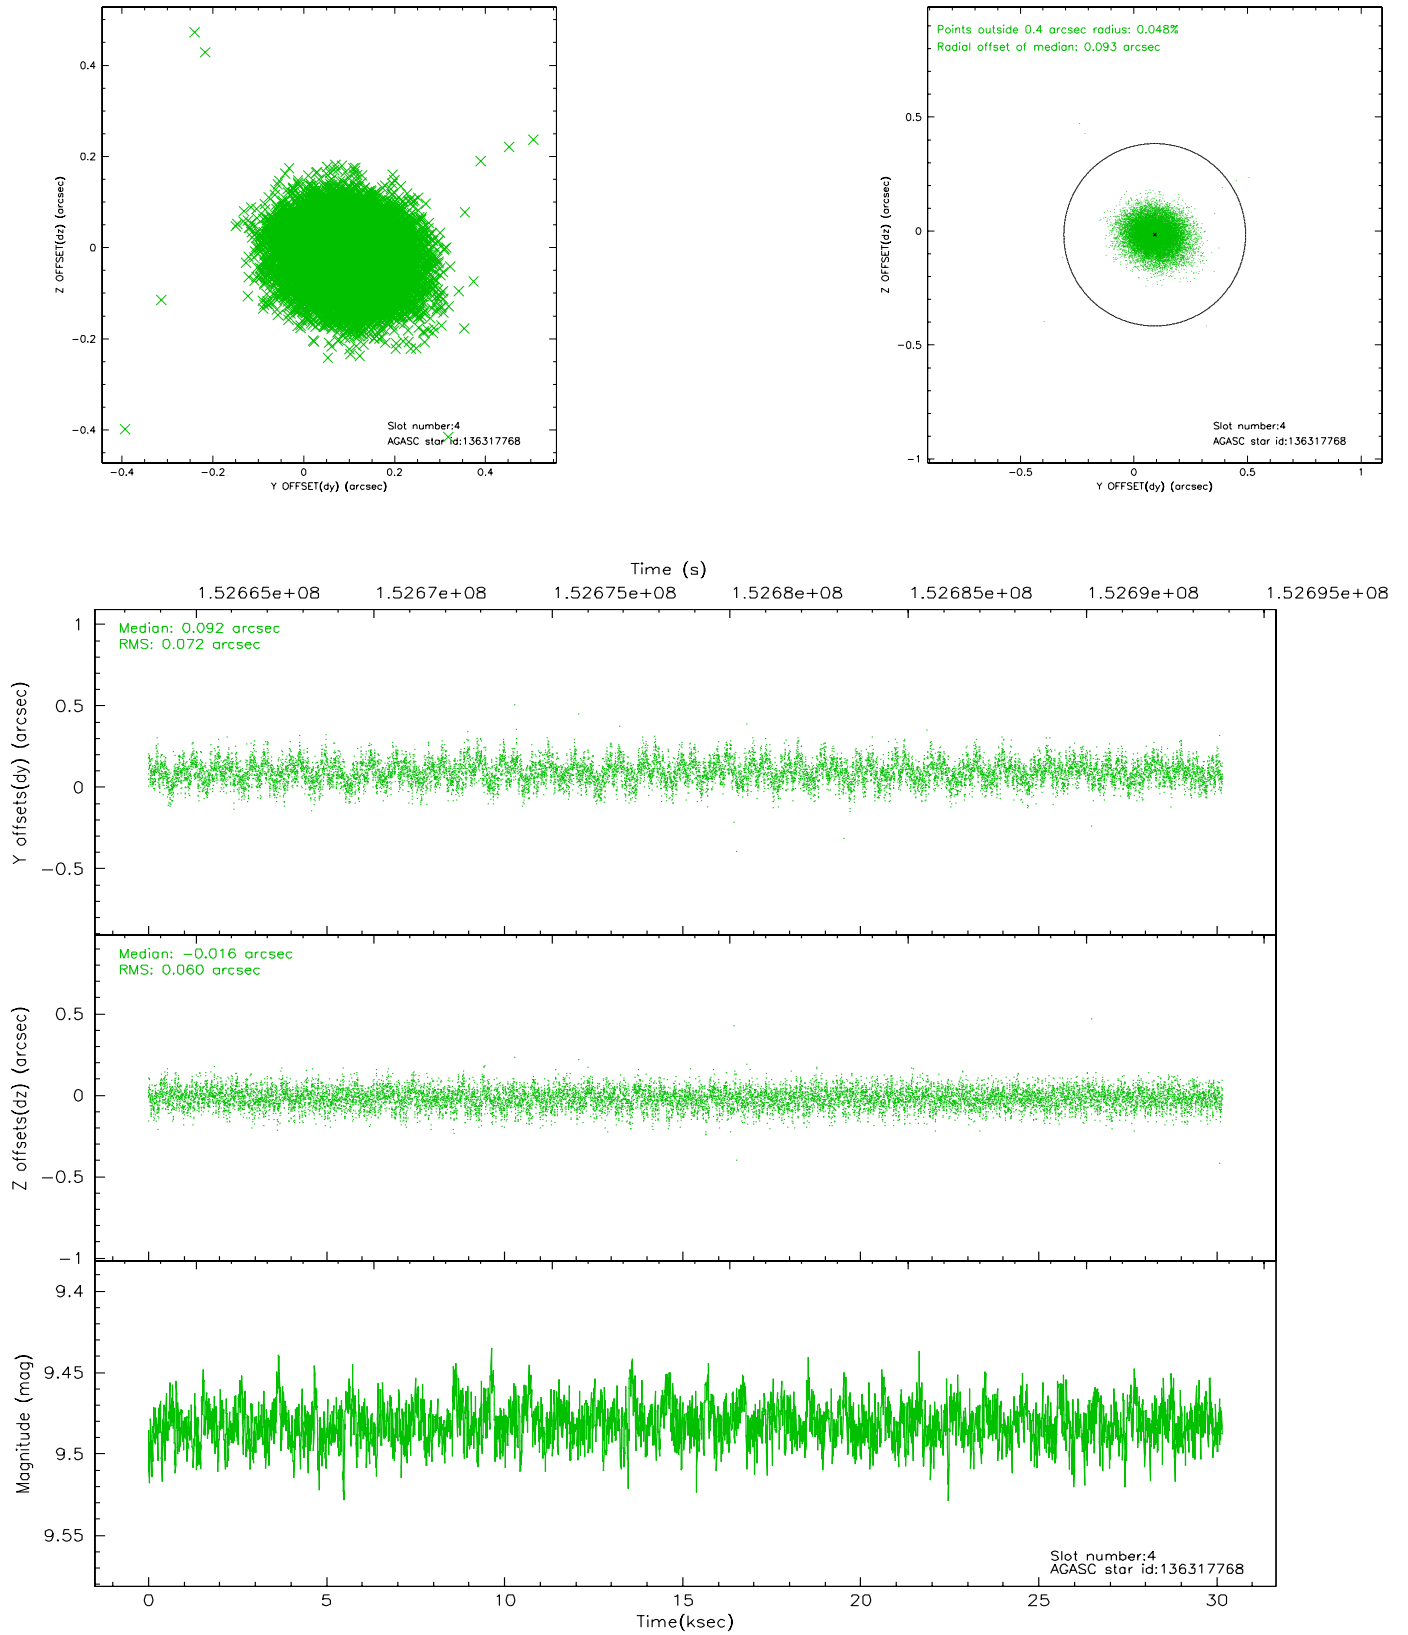 0.4
0.2
0
−0.2
−0.4
Z OFFSET(dz) (arcsec)
Slot number:4
AGASC star id:136317768
−0.4 −0.2 0 0.2 0.4
Y OFFSET(dy) (arcsec)
Points outside 0.4 arcsec radius: 0.048%
Radial offset of median: 0.093 arcsec
0.5
0
−0.5
−1
Z OFFSET(dz) (arcsec)
Slot number:4
AGASC star id:136317768
−0.5 0 0.5 1
Y OFFSET(dy) (arcsec)
Time (s)
1.52665e+08 1.5267e+08 1.52675e+08 1.5268e+08 1.52685e+08 1.5269e+08 1.52695e+08
Median: 0.092 arcsec
RMS: 0.072 arcsec
1
0.5
0
−0.5
Y offsets(dy) (arcsec)
Median: −0.016 arcsec
RMS: 0.060 arcsec
0.5
0
−0.5
−1
Z offsets(dz) (arcsec)
9.4
9.45
9.5
9.55
Magnitude (mag)
Slot number:4
AGASC star id:136317768
0 5 10 15 20 25 30
Time(ksec)